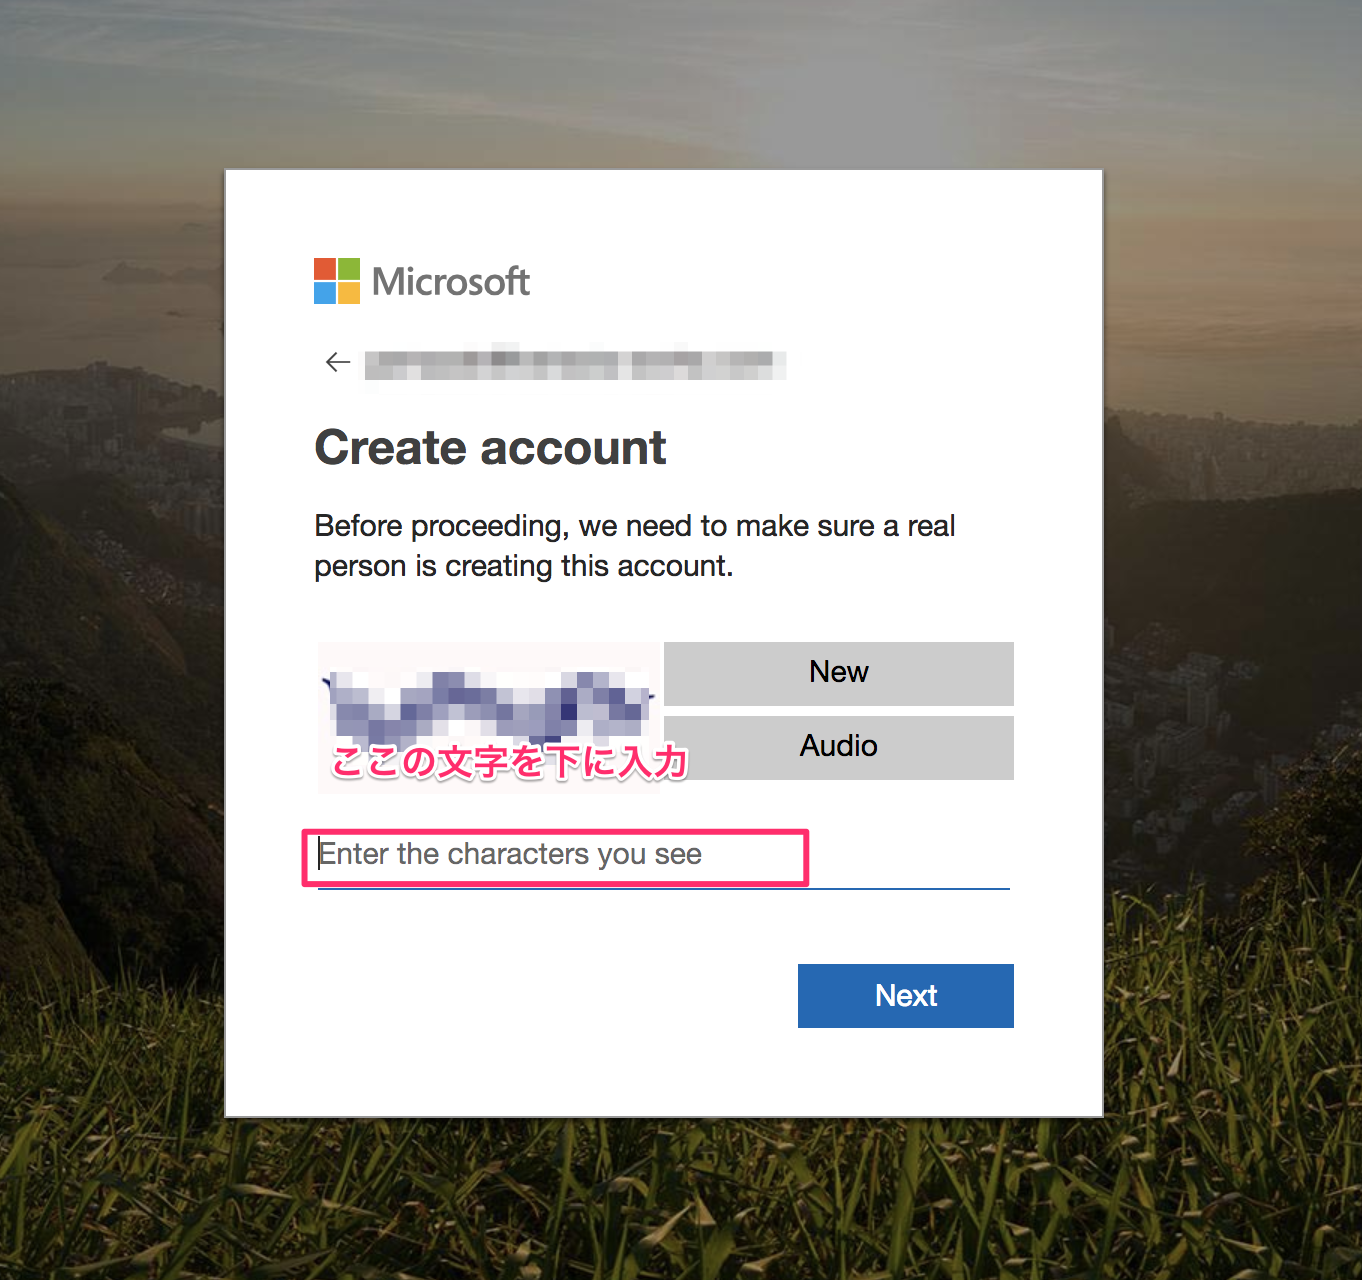 Microsoft
Create account
Before proceeding, we need to make sure a real
person is creating this account.
New
Audio
ここの文字を下に入力
Enter the characters you see
Next